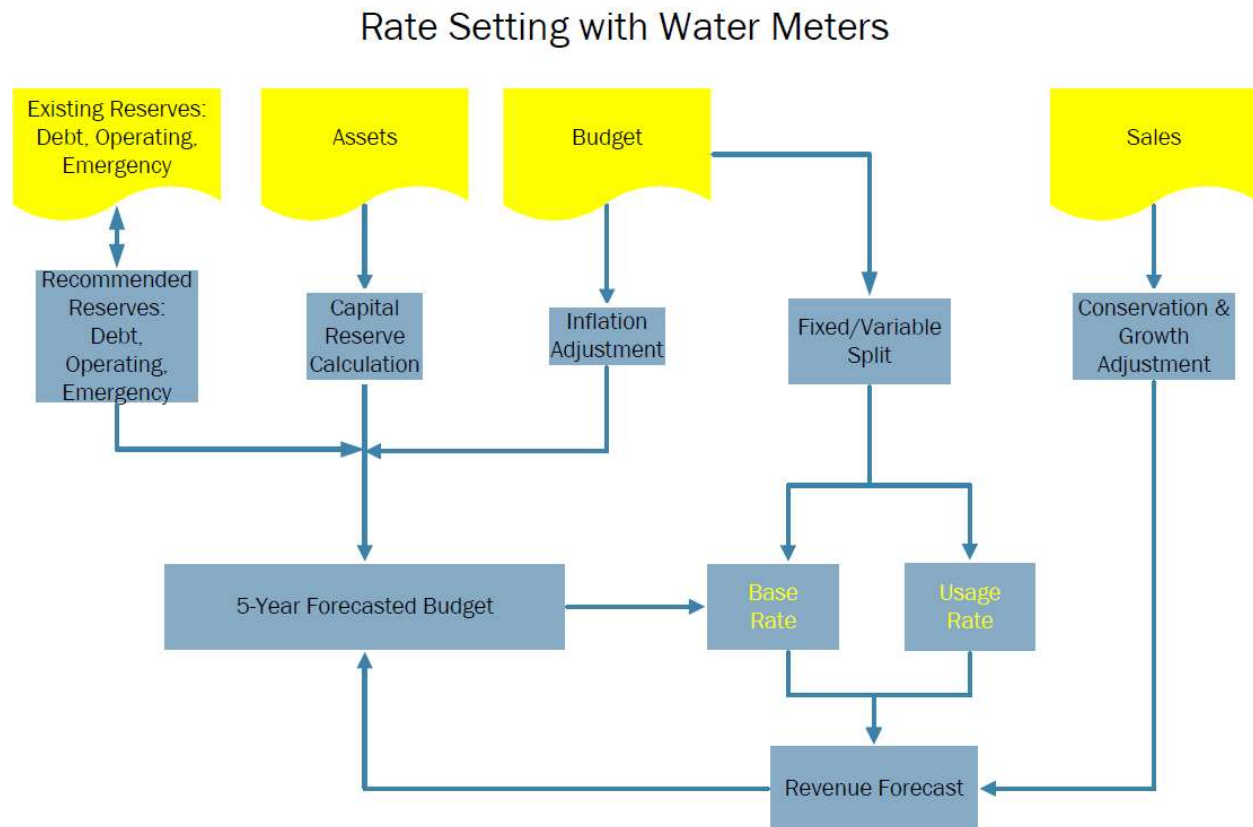 Rate Setting with Water Meters
Existing Reserves:
Debt, Operating,
Emergency
Assets
Budget
Sales
Recommended
Reserves:
Debt,
Operating,
Emergency
Capital
Reserve
Calculation
Inflation
Adjustment
Fixed/Variable
Split
Conservation &
Growth
Adjustment
5-Year Forecasted Budget
Base
Rate
Usage
Rate
Revenue Forecast